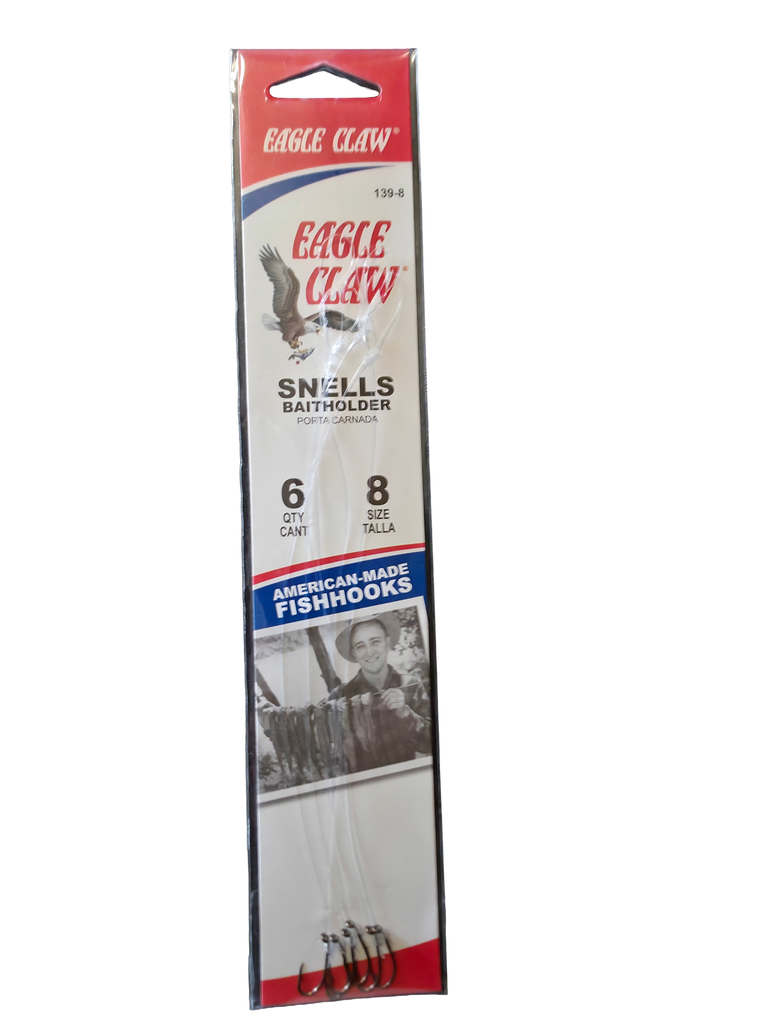 EAGLE CLAW®
139-8
EAGLE
CLAW®
SNELLS
BAITHOLDER
PORTA CARNADA
6 8
QTY SIZE
CANT TALLA
AMERICAN-MADE
FISHHOOKS